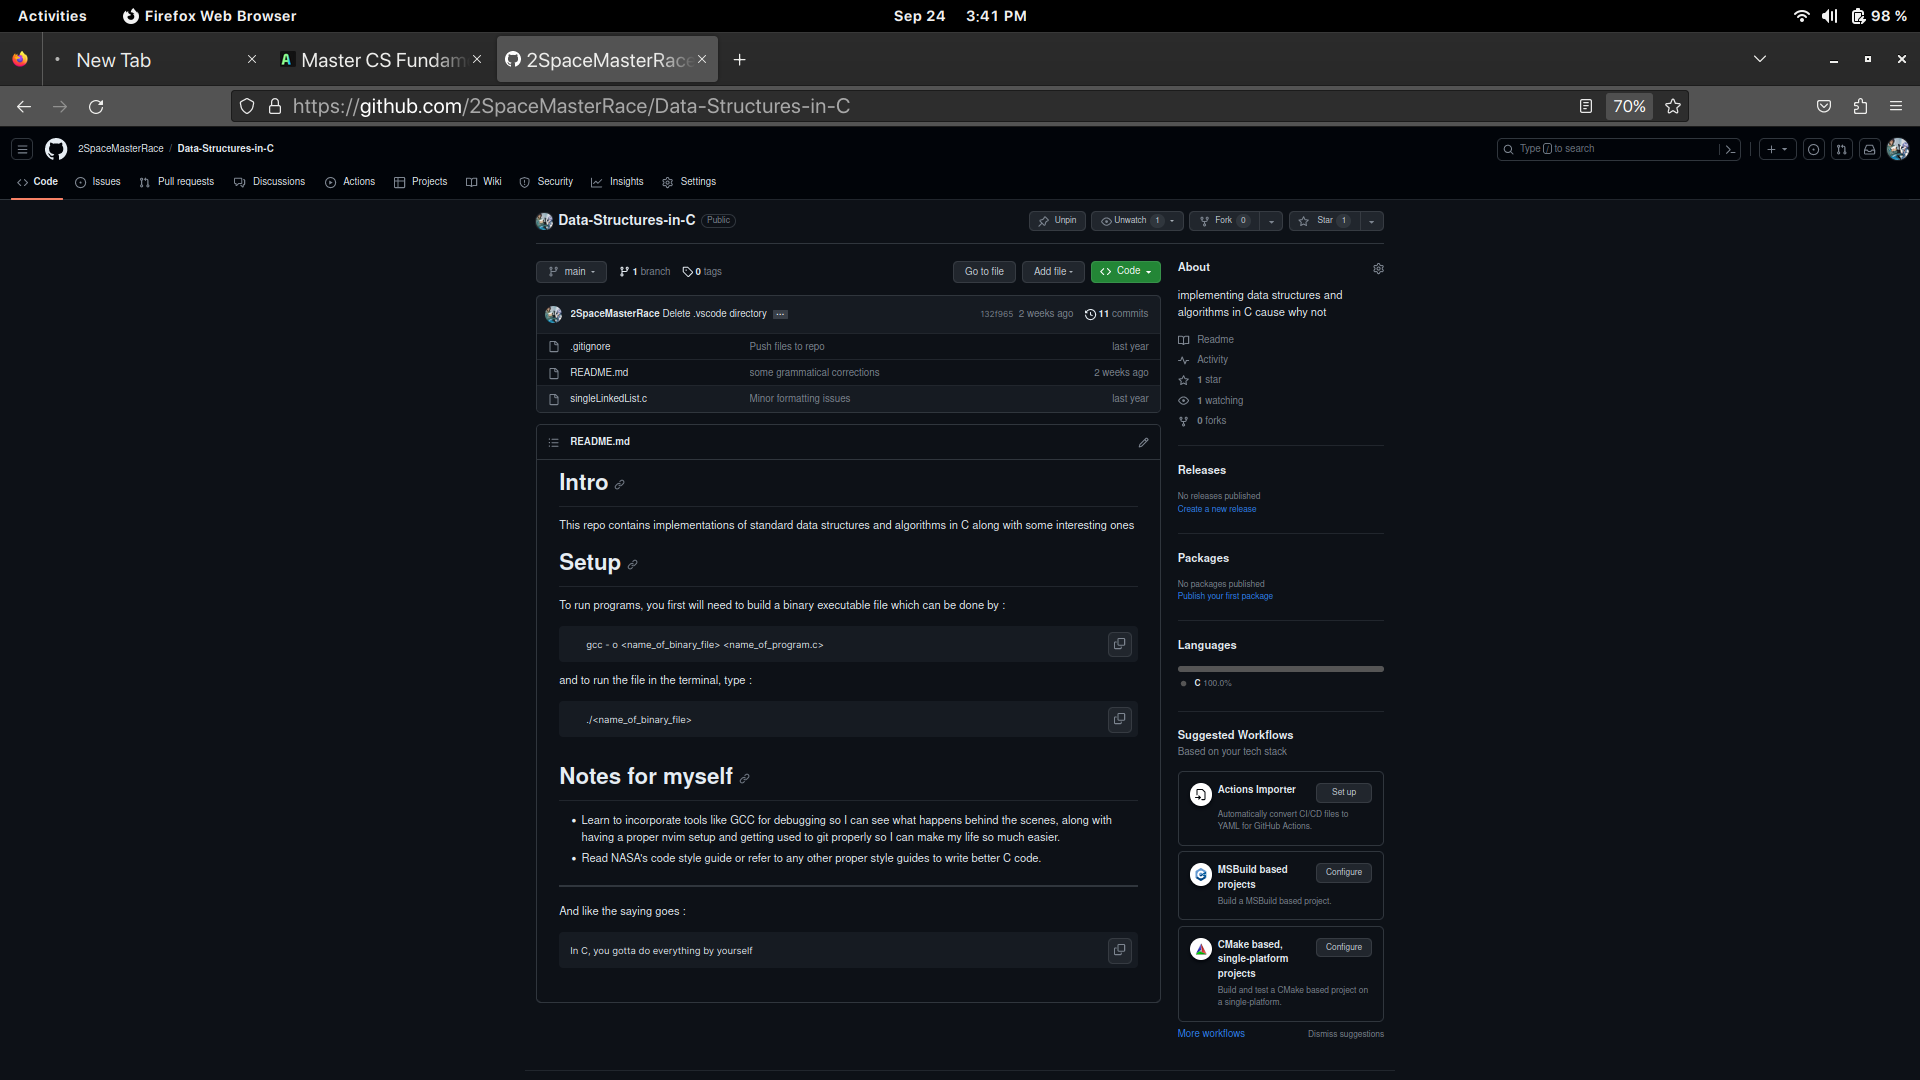 Activities Firefox Web Browser Sep 24 3:41 PM 98 %
New Tab Master CS Fundam 2SpaceMasterRace
https://github.com/2SpaceMasterRace/Data-Structures-in-C 70%
2SpaceMasterRace / Data-Structures-in-C Type / to search
Code Issues Pull requests Discussions Actions Projects Wiki Security Insights Settings
Data-Structures-in-C Public Unpin Unwatch 1 Fork 0 Star 1
main 1 branch 0 tags Go to file Add file Code
2SpaceMasterRace Delete .vscode directory ... 132f965 2 weeks ago 11 commits
.gitignore Push files to repo last year
README.md some grammatical corrections 2 weeks ago
singleLinkedList.c Minor formatting issues last year
README.md
Intro
This repo contains implementations of standard data structures and algorithms in C along with some interesting ones
Setup
To run programs, you first will need to build a binary executable file which can be done by :
gcc - o <name_of_binary_file> <name_of_program.c>
and to run the file in the terminal, type :
./<name_of_binary_file>
Notes for myself
• Learn to incorporate tools like GCC for debugging so I can see what happens behind the scenes, along with
having a proper nvim setup and getting used to git properly so I can make my life so much easier.
• Read NASA's code style guide or refer to any other proper style guides to write better C code.
And like the saying goes :
In C, you gotta do everything by yourself
About
implementing data structures and
algorithms in C cause why not
Readme
Activity
1 star
1 watching
0 forks
Releases
No releases published
Create a new release
Packages
No packages published
Publish your first package
Languages
C 100.0%
Suggested Workflows
Based on your tech stack
Actions Importer Set up
Automatically convert CI/CD files to
YAML for GitHub Actions.
MSBuild based Configure
projects
Build a MSBuild based project.
CMake based, Configure
single-platform
projects
Build and test a CMake based project on
a single-platform.
More workflows Dismiss suggestions